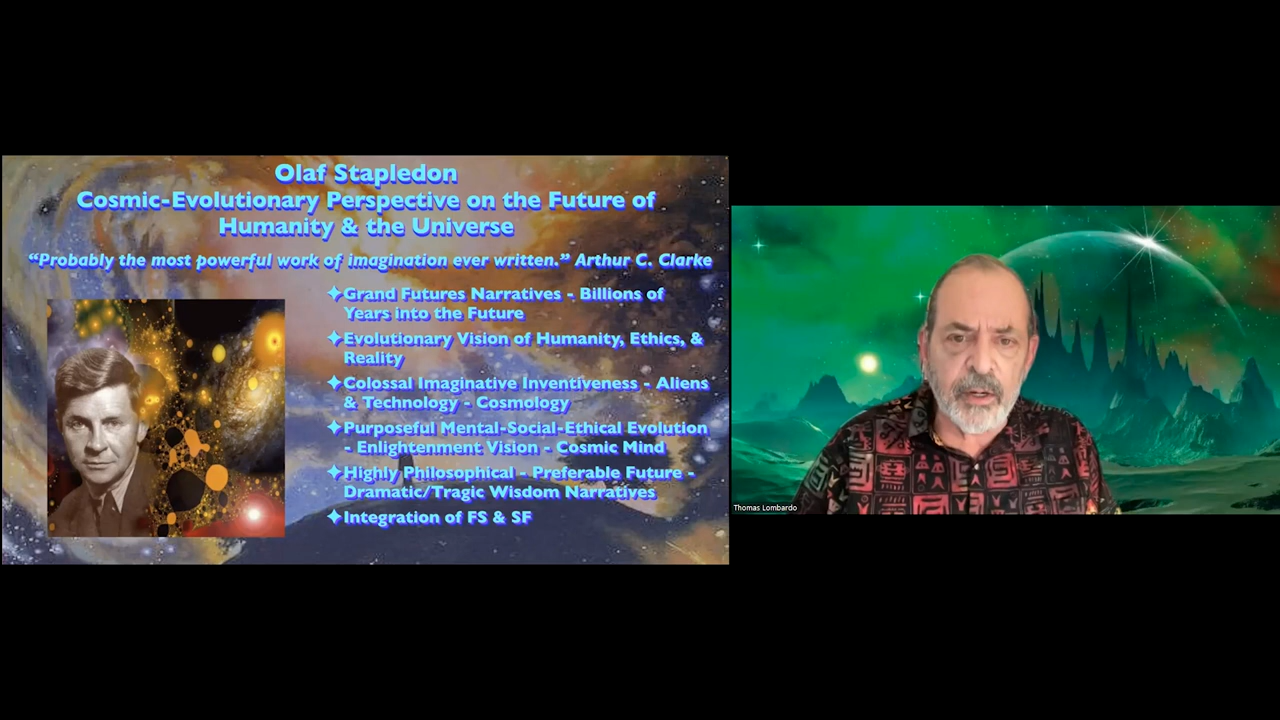 Olaf Stapledon
Cosmic-Evolutionary Perspective on the Future of
Humanity & the Universe
“Probably the most powerful work of imagination ever written.” Arthur C. Clarke
✦Grand Futures Narratives - Billions of
Years into the Future
✦Evolutionary Vision of Humanity, Ethics, &
Reality
✦Colossal Imaginative Inventiveness - Aliens
& Technology - Cosmology
✦Purposeful Mental-Social-Ethical Evolution
- Enlightenment Vision - Cosmic Mind
✦Highly Philosophical - Preferable Future -
Dramatic/Tragic Wisdom Narratives
✦Integration of FS & SF
Thomas Lombardo